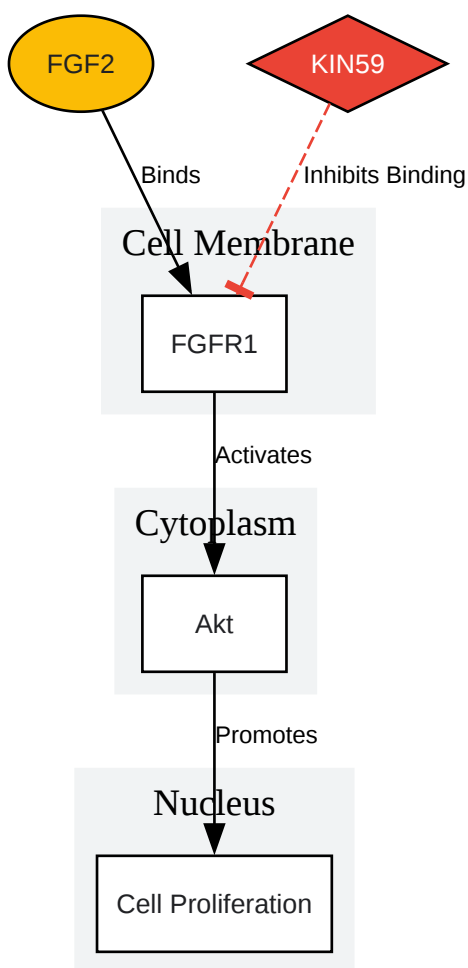 FGF2
KIN59
Binds
Inhibits Binding
Cell Membrane
FGFR1
Activates
Cytoplasm
Akt
Promotes
Nucleus
Cell Proliferation